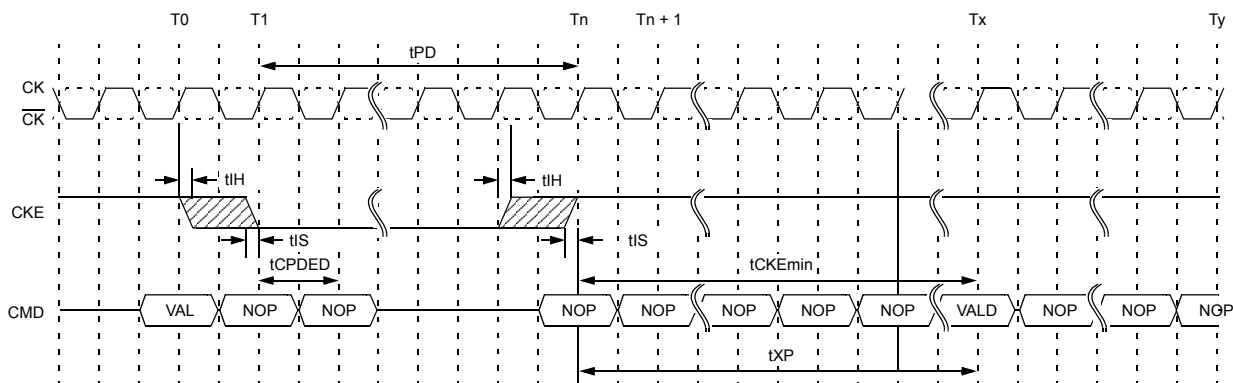 T0 T1 Tn Tn + 1 Tx Ty
tPD
CK
CK
tIH tIH
CKE
tIS tIS
tCPDED tCKEmin
CMD VAL NOP NOP NOP NOP NOP NOP NOP VALD NOP NOP NOP
tXP